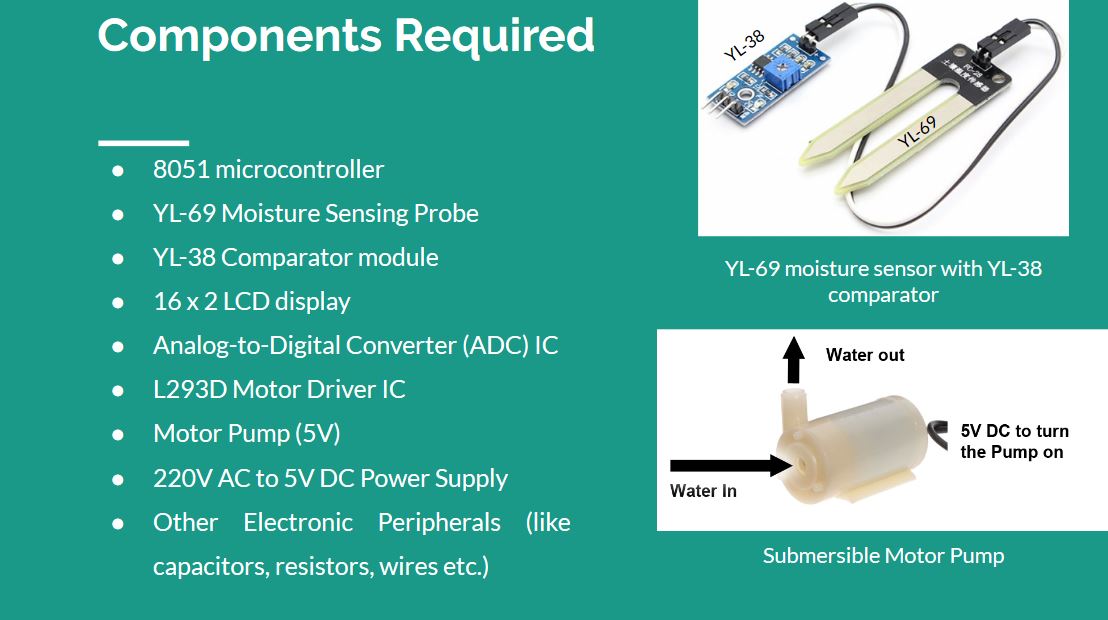 Components Required
8051 microcontroller
YL-69 Moisture Sensing Probe
YL-38 Comparator module
16 x 2 LCD display
Analog-to-Digital Converter (ADC) IC
L293D Motor Driver IC
Motor Pump (5V)
220V AC to 5V DC Power Supply
Other Electronic Peripherals (like
capacitors, resistors, wires etc.)
YL-38
YL-69
YL-69 moisture sensor with YL-38
comparator
Water out
5V DC to turn
the Pump on
Water In
Submersible Motor Pump